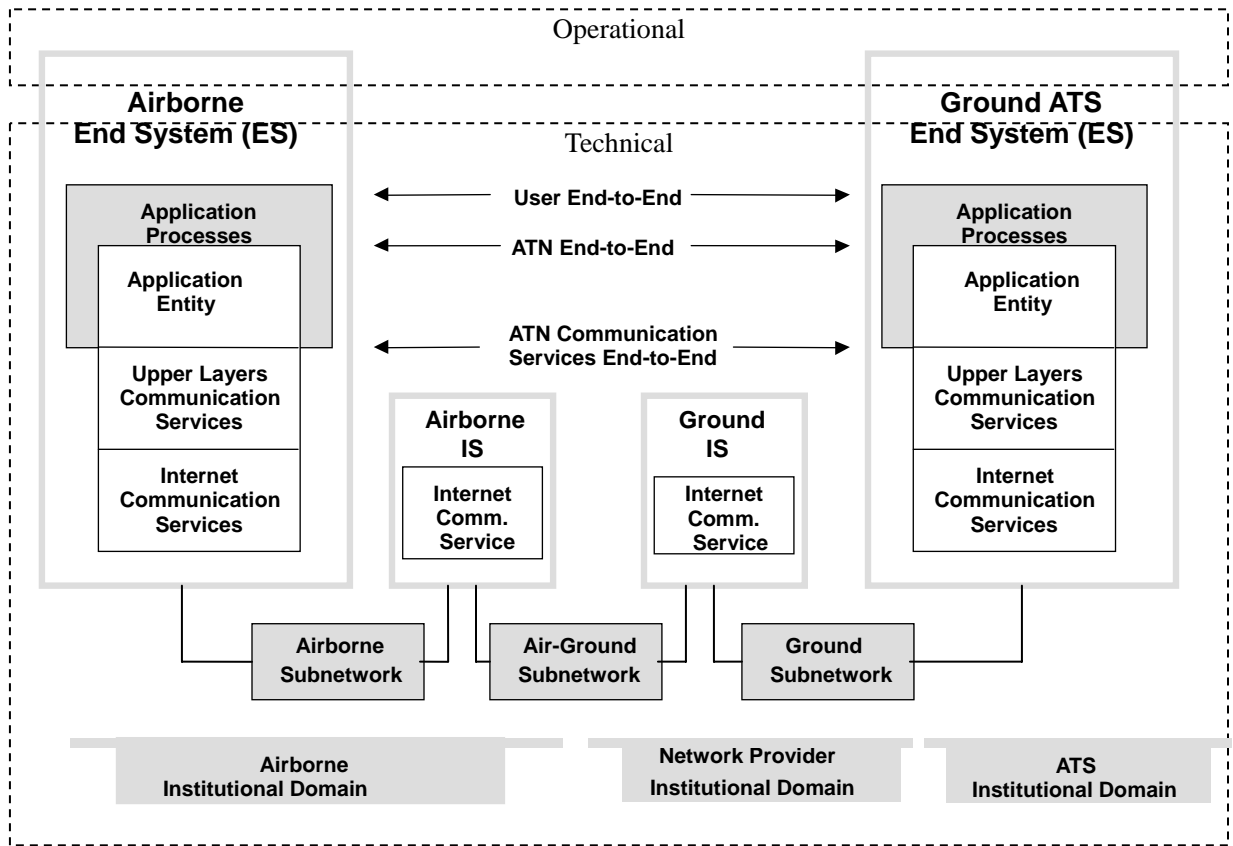 Operational
Airborne
End System (ES)
Ground ATS
End System (ES)
Technical
User End-to-End
ATN End-to-End
ATN Communication
Services End-to-End
Application
Processes
Application
Entity
Upper Layers
Communication
Services
Internet
Communication
Services
Airborne
IS
Internet
Comm.
Service
Ground
IS
Internet
Comm.
Service
Application
Processes
Application
Entity
Upper Layers
Communication
Services
Internet
Communication
Services
Airborne
Subnetwork
Air-Ground
Subnetwork
Ground
Subnetwork
Airborne
Institutional Domain
Network Provider
Institutional Domain
ATS
Institutional Domain